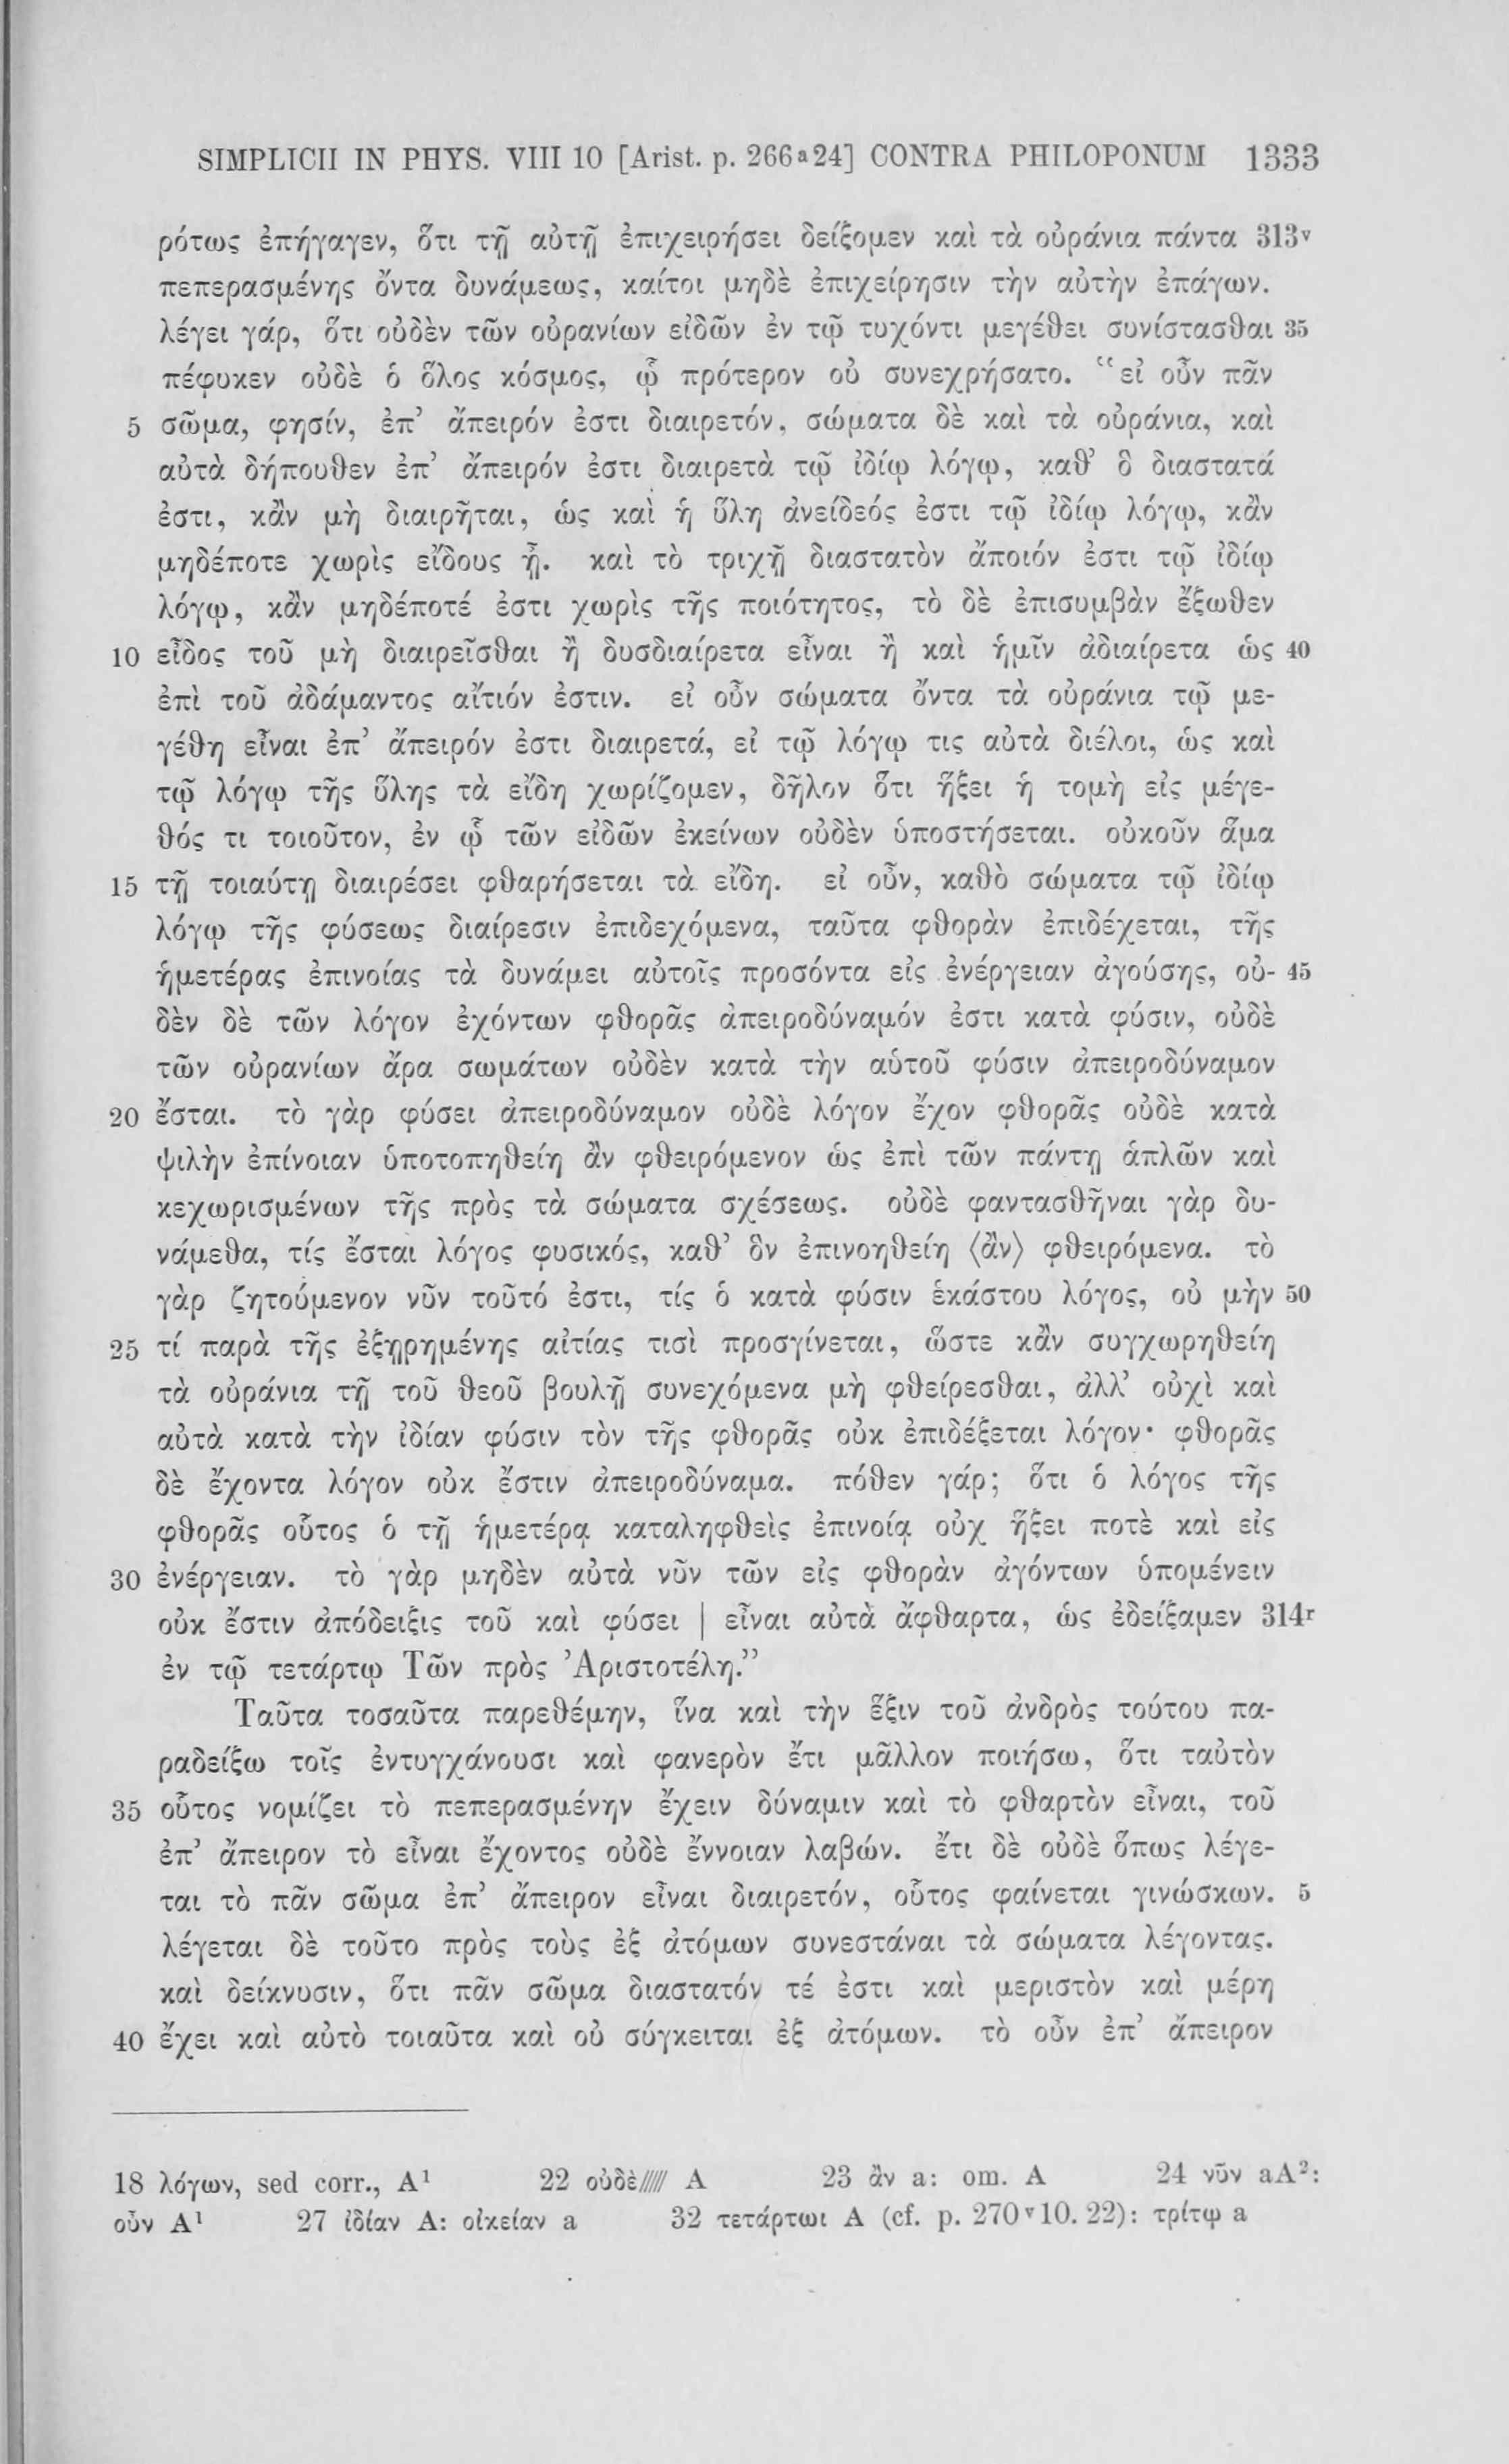 SIMPLICII IN PHYS. VIII 10 [Arist. p. 266ᵃ24] CONTRA PHILOPONUM 1333
ρότως ἐπήγαγεν, ὅτι τῇ αὐτῇ ἐπιχειρήσει δείξομεν καὶ τὰ οὐράνια πάντα 313ᵛ
πεπερασμένης ὄντα δυνάμεως, καίτοι μηδὲ ἐπιχείρησιν τὴν αὐτὴν ἐπάγων.
λέγει γάρ, ὅτι οὐδὲν τῶν οὐρανίων εἰδῶν ἐν τῷ τυχόντι μεγέθει συνίστασθαι 35
πέφυκεν οὐδὲ ὁ ὅλος κόσμος, ᾧ πρότερον οὐ συνεχρήσατο. “εἰ οὖν πᾶν
5 σῶμα, φησίν, ἐπ’ ἄπειρόν ἐστι διαιρετόν, σώματα δὲ καὶ τὰ οὐράνια, καὶ
αὐτὰ δήπουθεν ἐπ’ ἄπειρόν ἐστι διαιρετὰ τῷ ἰδίῳ λόγῳ, καθ’ ὃ διαστατά
ἐστι, κἂν μὴ διαιρῆται, ὡς καὶ ἡ ὕλη ἀνείδεός ἐστι τῷ ἰδίῳ λόγῳ, κἂν
μηδέποτε χωρὶς εἴδους ᾖ. καὶ τὸ τριχῇ διαστατὸν ἄποιόν ἐστι τῷ ἰδίῳ
λόγῳ, κἂν μηδέποτέ ἐστι χωρὶς τῆς ποιότητος, τὸ δὲ ἐπισυμβὰν ἔξωθεν
10 εἶδος τοῦ μὴ διαιρεῖσθαι ἢ δυσδιαίρετα εἶναι ἢ καὶ ἡμῖν ἀδιαίρετα ὡς 40
ἐπὶ τοῦ ἀδάμαντος αἴτιόν ἐστιν. εἰ οὖν σώματα ὄντα τὰ οὐράνια τῷ με-
γέθη εἶναι ἐπ’ ἄπειρόν ἐστι διαιρετά, εἰ τῷ λόγῳ τις αὐτὰ διέλοι, ὡς καὶ
τῷ λόγῳ τῆς ὕλης τὰ εἴδη χωρίζομεν, δῆλον ὅτι ἥξει ἡ τομὴ εἰς μέγε-
θός τι τοιοῦτον, ἐν ᾧ τῶν εἰδῶν ἐκείνων οὐδὲν ὑποστήσεται. οὐκοῦν ἅμα
15 τῇ τοιαύτῃ διαιρέσει φθαρήσεται τὰ εἴδη. εἰ οὖν, καθὸ σώματα τῷ ἰδίῳ
λόγῳ τῆς φύσεως διαίρεσιν ἐπιδεχόμενα, ταῦτα φθορὰν ἐπιδέχεται, τῆς
ἡμετέρας ἐπινοίας τὰ δυνάμει αὐτοῖς προσόντα εἰς ἐνέργειαν ἀγούσης, οὐ- 45
δὲν δὲ τῶν λόγον ἐχόντων φθορᾶς ἀπειροδύναμόν ἐστι κατὰ φύσιν, οὐδὲ
τῶν οὐρανίων ἄρα σωμάτων οὐδὲν κατὰ τὴν αὑτοῦ φύσιν ἀπειροδύναμον
20 ἔσται. τὸ γὰρ φύσει ἀπειροδύναμον οὐδὲ λόγον ἔχον φθορᾶς οὐδὲ κατὰ
ψιλὴν ἐπίνοιαν ὑποτοπηθείη ἂν φθειρόμενον ὡς ἐπὶ τῶν πάντῃ ἁπλῶν καὶ
κεχωρισμένων τῆς πρὸς τὰ σώματα σχέσεως. οὐδὲ φαντασθῆναι γὰρ δυ-
νάμεθα, τίς ἔσται λόγος φυσικός, καθ’ ὃν ἐπινοηθείη ⟨ἂν⟩ φθειρόμενα. τὸ
γὰρ ζητούμενον νῦν τοῦτό ἐστι, τίς ὁ κατὰ φύσιν ἑκάστου λόγος, οὐ μὴν 50
25 τί παρὰ τῆς ἐξῃρημένης αἰτίας τισὶ προσγίνεται, ὥστε κἂν συγχωρηθείη
τὰ οὐράνια τῇ τοῦ θεοῦ βουλῇ συνεχόμενα μὴ φθείρεσθαι, ἀλλ’ οὐχὶ καὶ
αὐτὰ κατὰ τὴν ἰδίαν φύσιν τὸν τῆς φθορᾶς οὐκ ἐπιδέξεται λόγον· φθορᾶς
δὲ ἔχοντα λόγον οὐκ ἔστιν ἀπειροδύναμα. πόθεν γάρ; ὅτι ὁ λόγος τῆς
φθορᾶς οὗτος ὁ τῇ ἡμετέρᾳ καταληφθεὶς ἐπινοίᾳ οὐχ ἥξει ποτὲ καὶ εἰς
30 ἐνέργειαν. τὸ γὰρ μηδὲν αὐτὰ νῦν τῶν εἰς φθορὰν ἀγόντων ὑπομένειν
οὐκ ἔστιν ἀπόδειξις τοῦ καὶ φύσει | εἶναι αὐτὰ ἄφθαρτα, ὡς ἐδείξαμεν 314ʳ
ἐν τῷ τετάρτῳ Τῶν πρὸς Ἀριστοτέλη.”
Ταῦτα τοσαῦτα παρεθέμην, ἵνα καὶ τὴν ἕξιν τοῦ ἀνδρὸς τούτου πα-
ραδείξω τοῖς ἐντυγχάνουσι καὶ φανερὸν ἔτι μᾶλλον ποιήσω, ὅτι ταὐτὸν
35 οὗτος νομίζει τὸ πεπερασμένην ἔχειν δύναμιν καὶ τὸ φθαρτὸν εἶναι, τοῦ
ἐπ’ ἄπειρον τὸ εἶναι ἔχοντος οὐδὲ ἔννοιαν λαβών. ἔτι δὲ οὐδὲ ὅπως λέγε-
ται τὸ πᾶν σῶμα ἐπ’ ἄπειρον εἶναι διαιρετόν, οὗτος φαίνεται γινώσκων. 5
λέγεται δὲ τοῦτο πρὸς τοὺς ἐξ ἀτόμων συνεστάναι τὰ σώματα λέγοντας.
καὶ δείκνυσιν, ὅτι πᾶν σῶμα διαστατόν τέ ἐστι καὶ μεριστὸν καὶ μέρη
40 ἔχει καὶ αὐτὸ τοιαῦτα καὶ οὐ σύγκειται ἐξ ἀτόμων. τὸ οὖν ἐπ’ ἄπειρον
18 λόγων, sed corr., A¹ 22 οὐδὲ///// A 23 ἂν a: om. A 24 νῦν aA²:
οὖν A¹ 27 ἰδίαν A: οἰκείαν a 32 τετάρτωι A (cf. p. 270ᵛ10. 22): τρίτῳ a